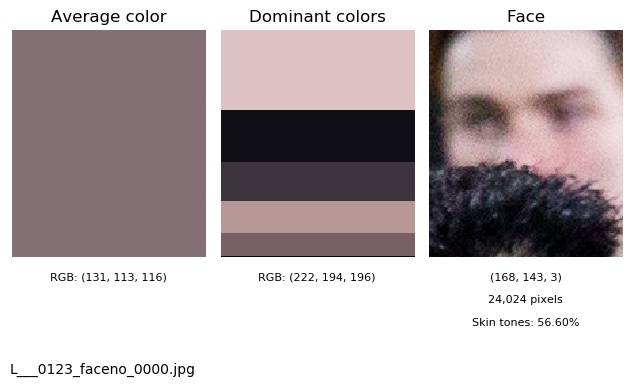 Average color
Dominant colors
Face
RGB: (131, 113, 116)
RGB: (222, 194, 196)
(168, 143, 3)
24,024 pixels
Skin tones: 56.60%
L___0123_faceno_0000.jpg